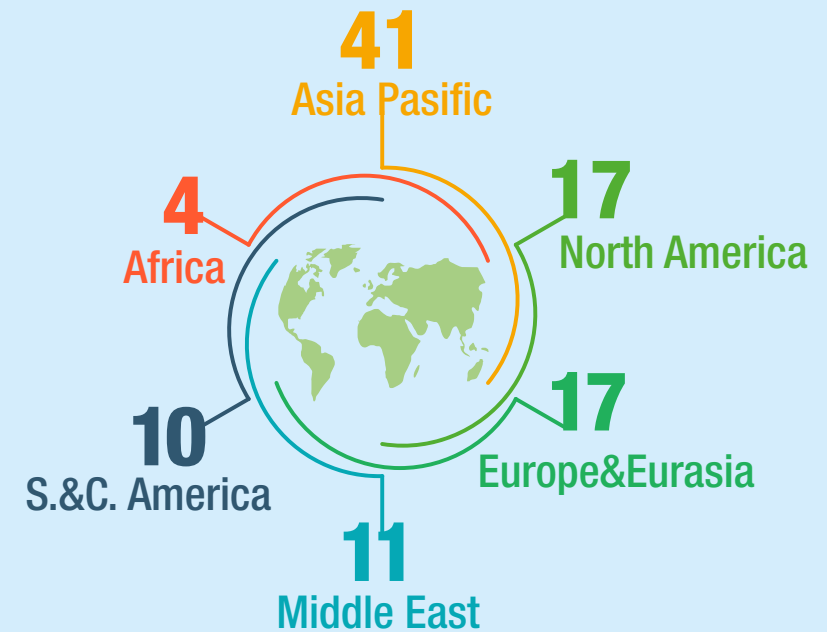 41
Asia Pasific
17
North America
4
Africa
17
Europe&Eurasia
10
S.&C. America
11
Middle East